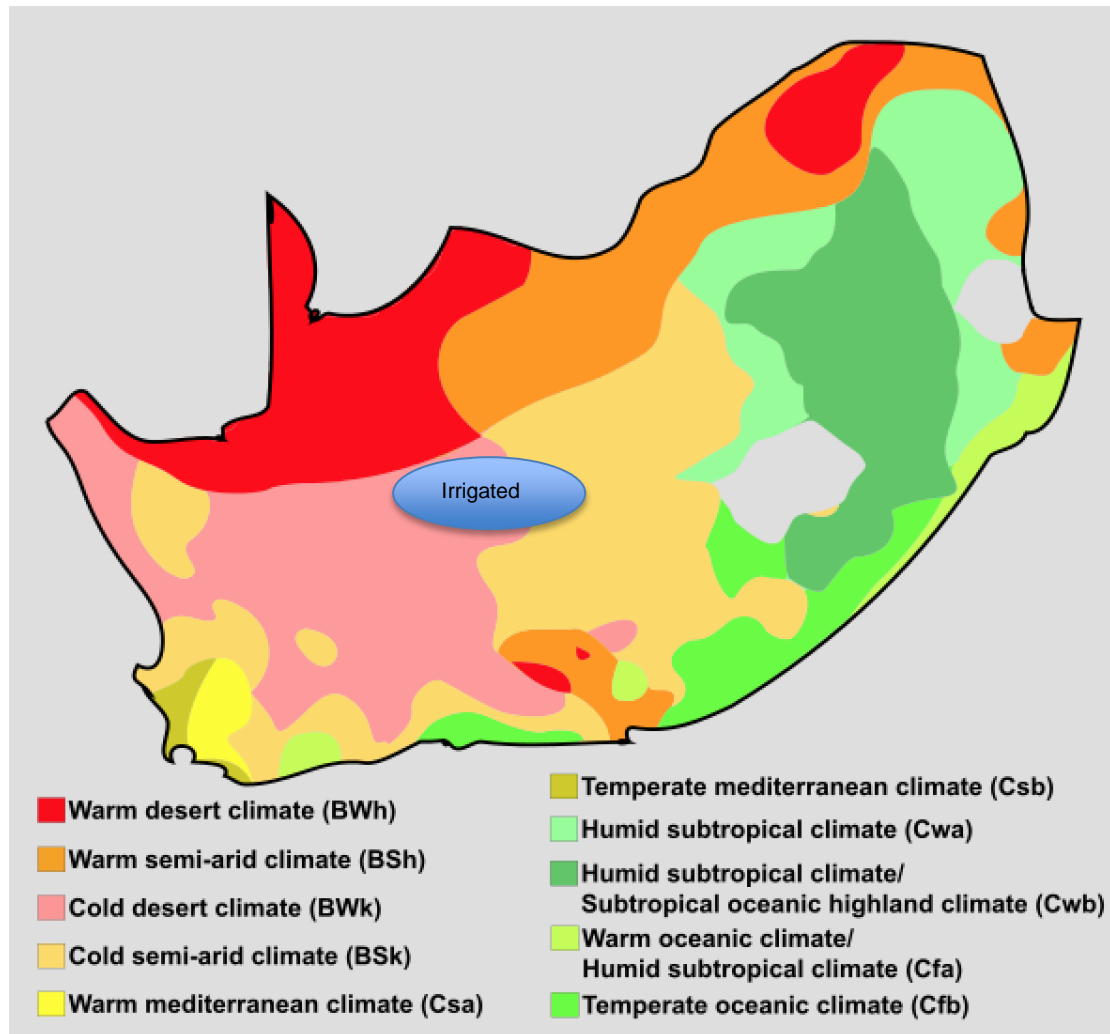 Irrigated
Warm desert climate (BWh)
Warm semi-arid climate (BSh)
Cold desert climate (BWk)
Cold semi-arid climate (BSk)
Warm mediterranean climate (Csa)
Temperate mediterranean climate (Csb)
Humid subtropical climate (Cwa)
Humid subtropical climate/
Subtropical oceanic highland climate (Cwb)
Warm oceanic climate/
Humid subtropical climate (Cfa)
Temperate oceanic climate (Cfb)